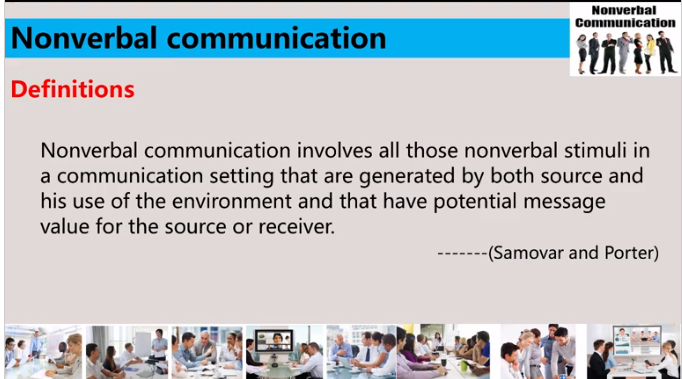 Nonverbal
Communication
Nonverbal communication
Definitions
Nonverbal communication involves all those nonverbal stimuli in
a communication setting that are generated by both source and
his use of the environment and that have potential message
value for the source or receiver.
-------(Samovar and Porter)